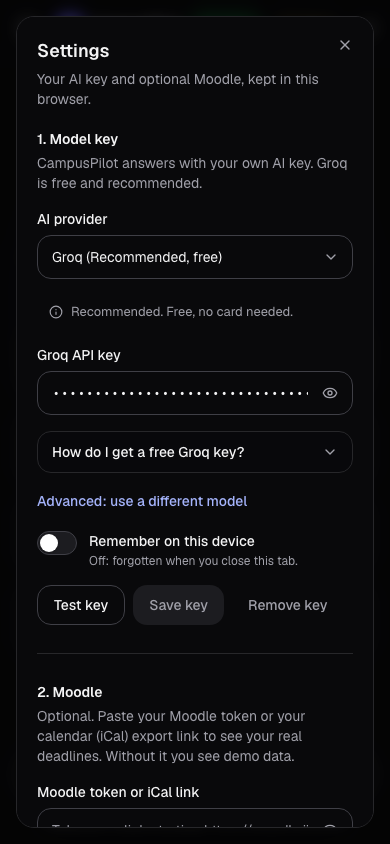 Settings
Your AI key and optional Moodle, kept in this
browser.
1. Model key
CampusPilot answers with your own AI key. Groq
is free and recommended.
AI provider
Groq (Recommended, free)
Recommended. Free, no card needed.
Groq API key
How do I get a free Groq key?
Advanced: use a different model
Remember on this device
Off: forgotten when you close this tab.
Test key
Save key
Remove key
2. Moodle
Optional. Paste your Moodle token or your
calendar (iCal) export link to see your real
deadlines. Without it you see demo data.
Moodle token or iCal link